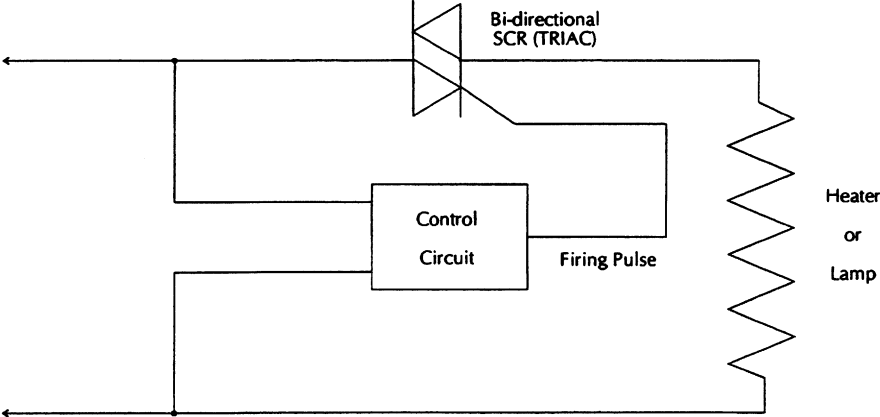 Bi-directional
SCR (TRIAC)
Control
Circuit
Firing Pulse
Heater
or
Lamp